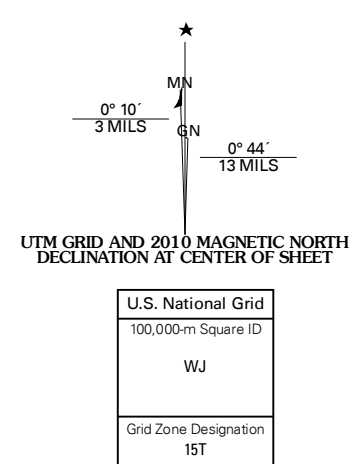 MN
0° 10´
3 MILS
GN
0° 44´
13 MILS
UTM GRID AND 2010 MAGNETIC NORTH
DECLINATION AT CENTER OF SHEET
U.S. National Grid
100,000-m Square ID
WJ
Grid Zone Designation
15T